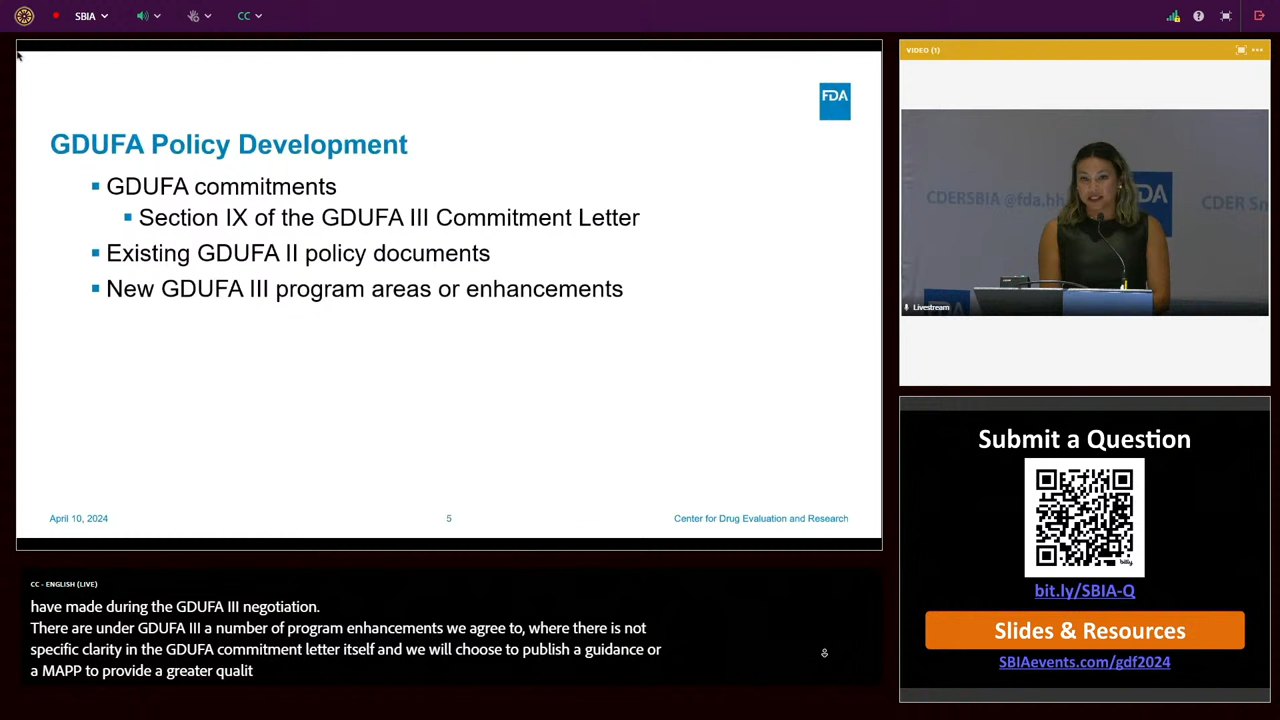 SBIA
CC
FDA
GDUFA Policy Development
GDUFA commitments
Section IX of the GDUFA III Commitment Letter
Existing GDUFA II policy documents
New GDUFA III program areas or enhancements
April 10, 2024
5
Center for Drug Evaluation and Research
CC - ENGLISH (LIVE)
have made during the GDUFA III negotiation.
There are under GDUFA III a number of program enhancements we agree to, where there is not
specific clarity in the GDUFA commitment letter itself and we will choose to publish a guidance or
a MAPP to provide a greater qualit
VIDEO (1)
CDERSBIA @fda.hh
DA
CDER Sm
Livestream
Submit a Question
bitly
bit.ly/SBIA-Q
Slides & Resources
SBIAevents.com/gdf2024